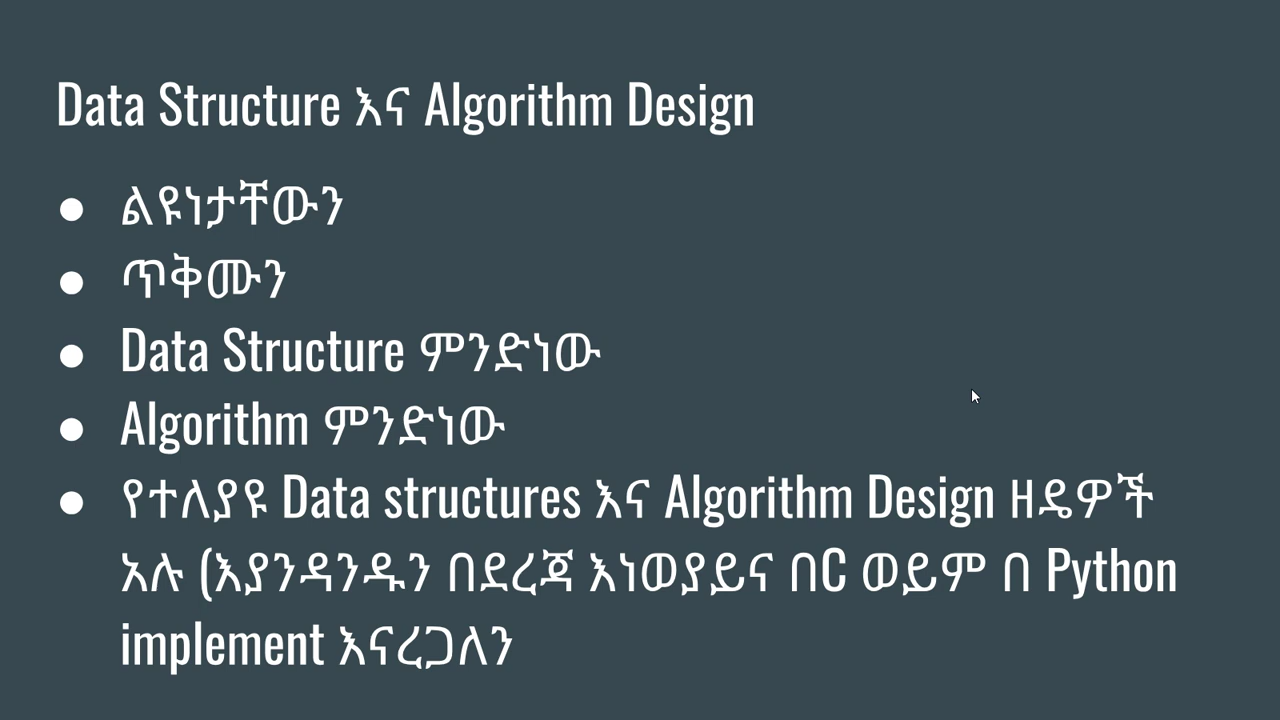 Data Structure እና Algorithm Design
● ልዩነታቸውን
● ጥቅሙን
● Data Structure ምንድነው
● Algorithm ምንድነው
● የተለያዩ Data structures እና Algorithm Design ዘዴዎች
አሉ (እያንዳንዱን በደረጃ እነወያይና በC ወይም በ Python
implement እናረጋለን